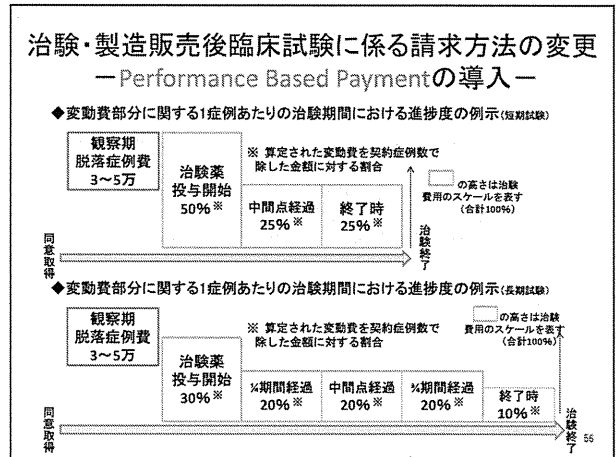 治験・製造販売後臨床試験に係る請求方法の変更
ーPerformance Based Paymentの導入ー
◆変動費部分に関する1症例あたりの治験期間における進捗度の例示(短期試験)
観察期
脱落症例費
3～5万
治験薬
投与開始
50%※
※ 算定された変動費を契約症例数で
除した金額に対する割合
中間点経過
25%※
終了時
25%※
の高さは治験
費用のスケールを表す
(合計100%)
同意取得
治験終了
◆変動費部分に関する1症例あたりの治験期間における進捗度の例示(長期試験)
観察期
脱落症例費
3～5万
治験薬
投与開始
30%※
※ 算定された変動費を契約症例数で
除した金額に対する割合
¼期間経過
20%※
中間点経過
20%※
¾期間経過
20%※
終了時
10%※
の高さは治験
費用のスケールを表す
(合計100%)
同意取得
治験終了
56